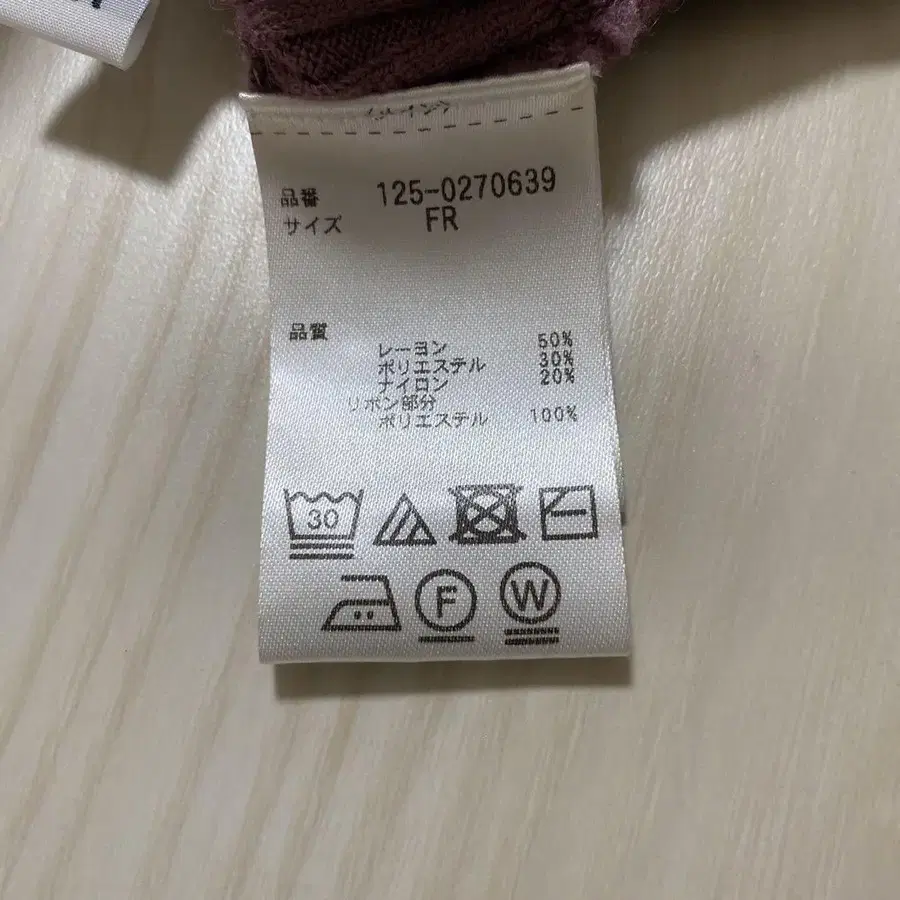 品番 125-0270639
サイズ FR
品質
レーヨン 50%
ポリエステル 30%
ナイロン 20%
リボン部分
ポリエステル 100%
30
F
W